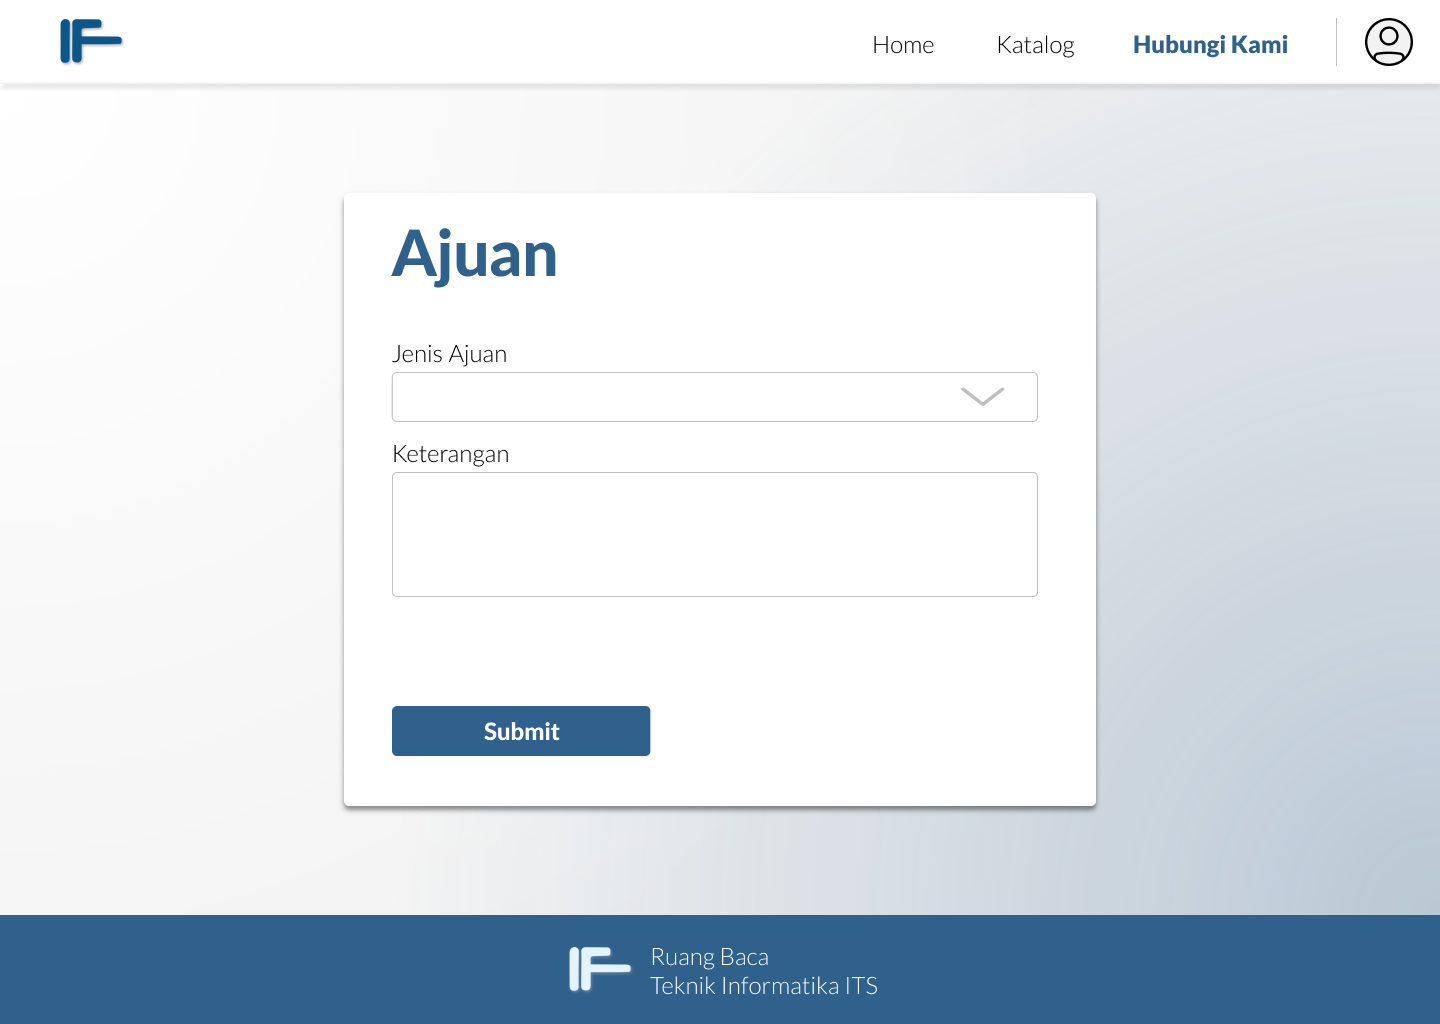 Home
Katalog
Hubungi Kami
Ajuan
Jenis Ajuan
Keterangan
Submit
Ruang Baca
Teknik Informatika ITS